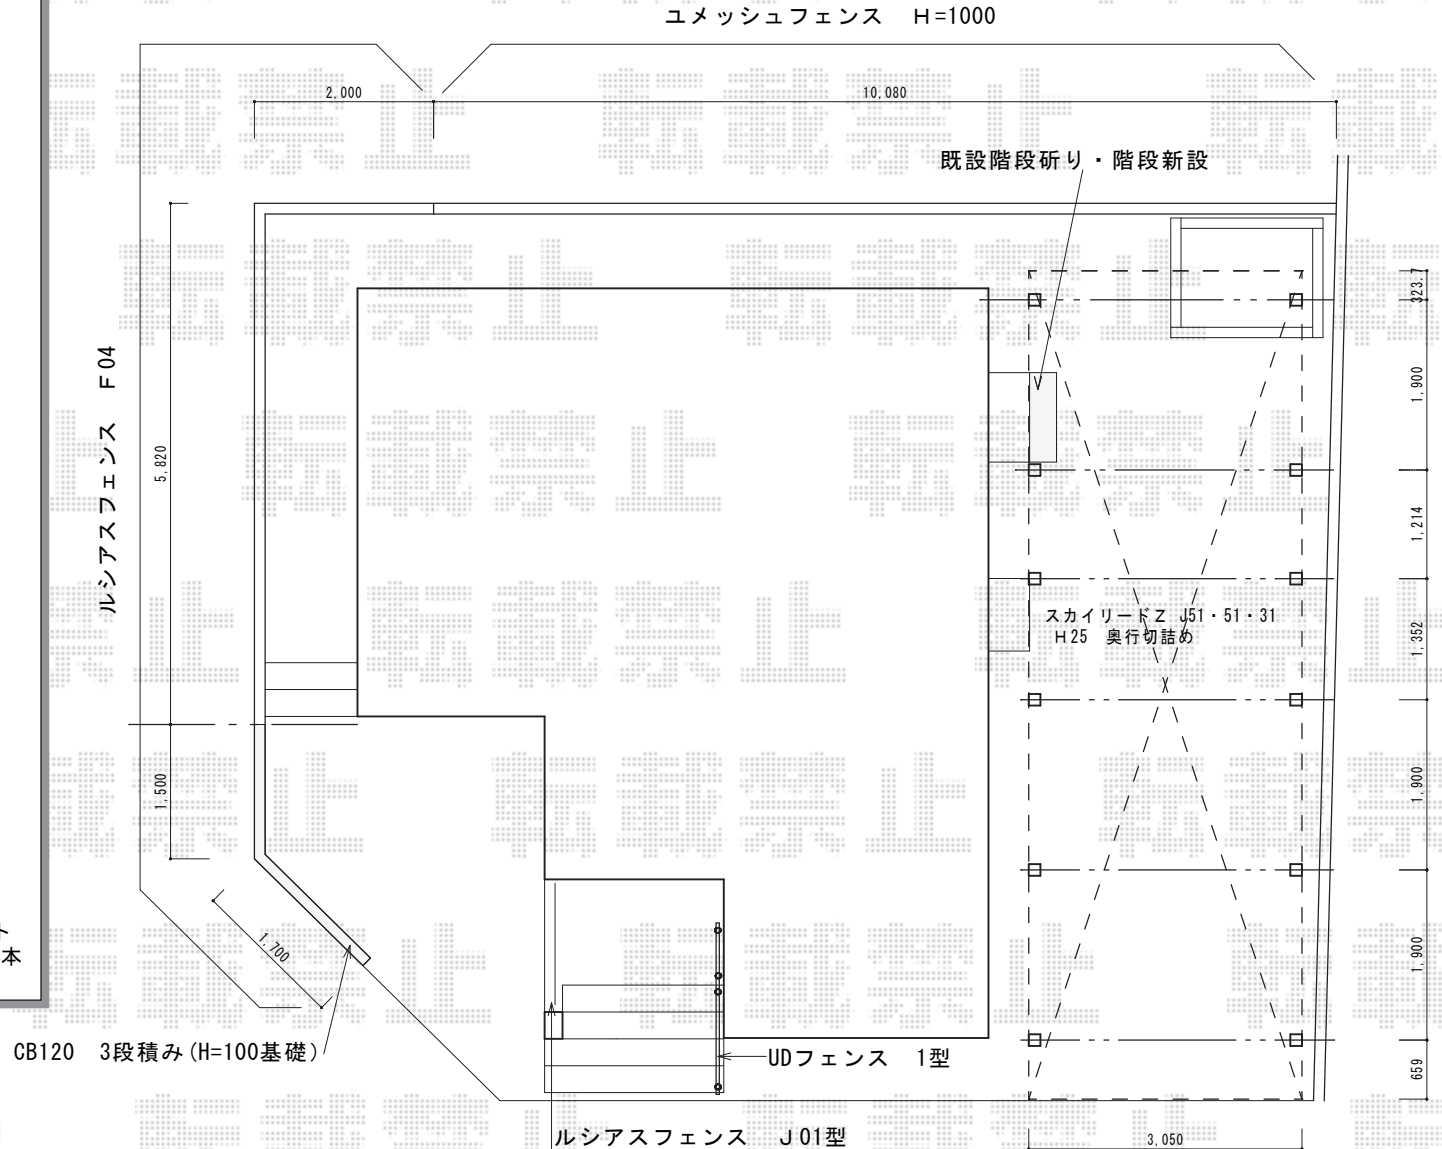 ユメッシュフェンス H=1000
2,000
10,080
既設階段斫り・階段新設
323.7
1,900
ルシアスフェンス F04
5,820
1,214
スカイリードZ J51・51・31
H25 奥行切詰め
1,352
1,500
1,900
1,700
1,900
本
CB120 3段積み(H=100基礎)
UDフェンス 1型
659
ルシアスフェンス J01型
3,050
転載禁止